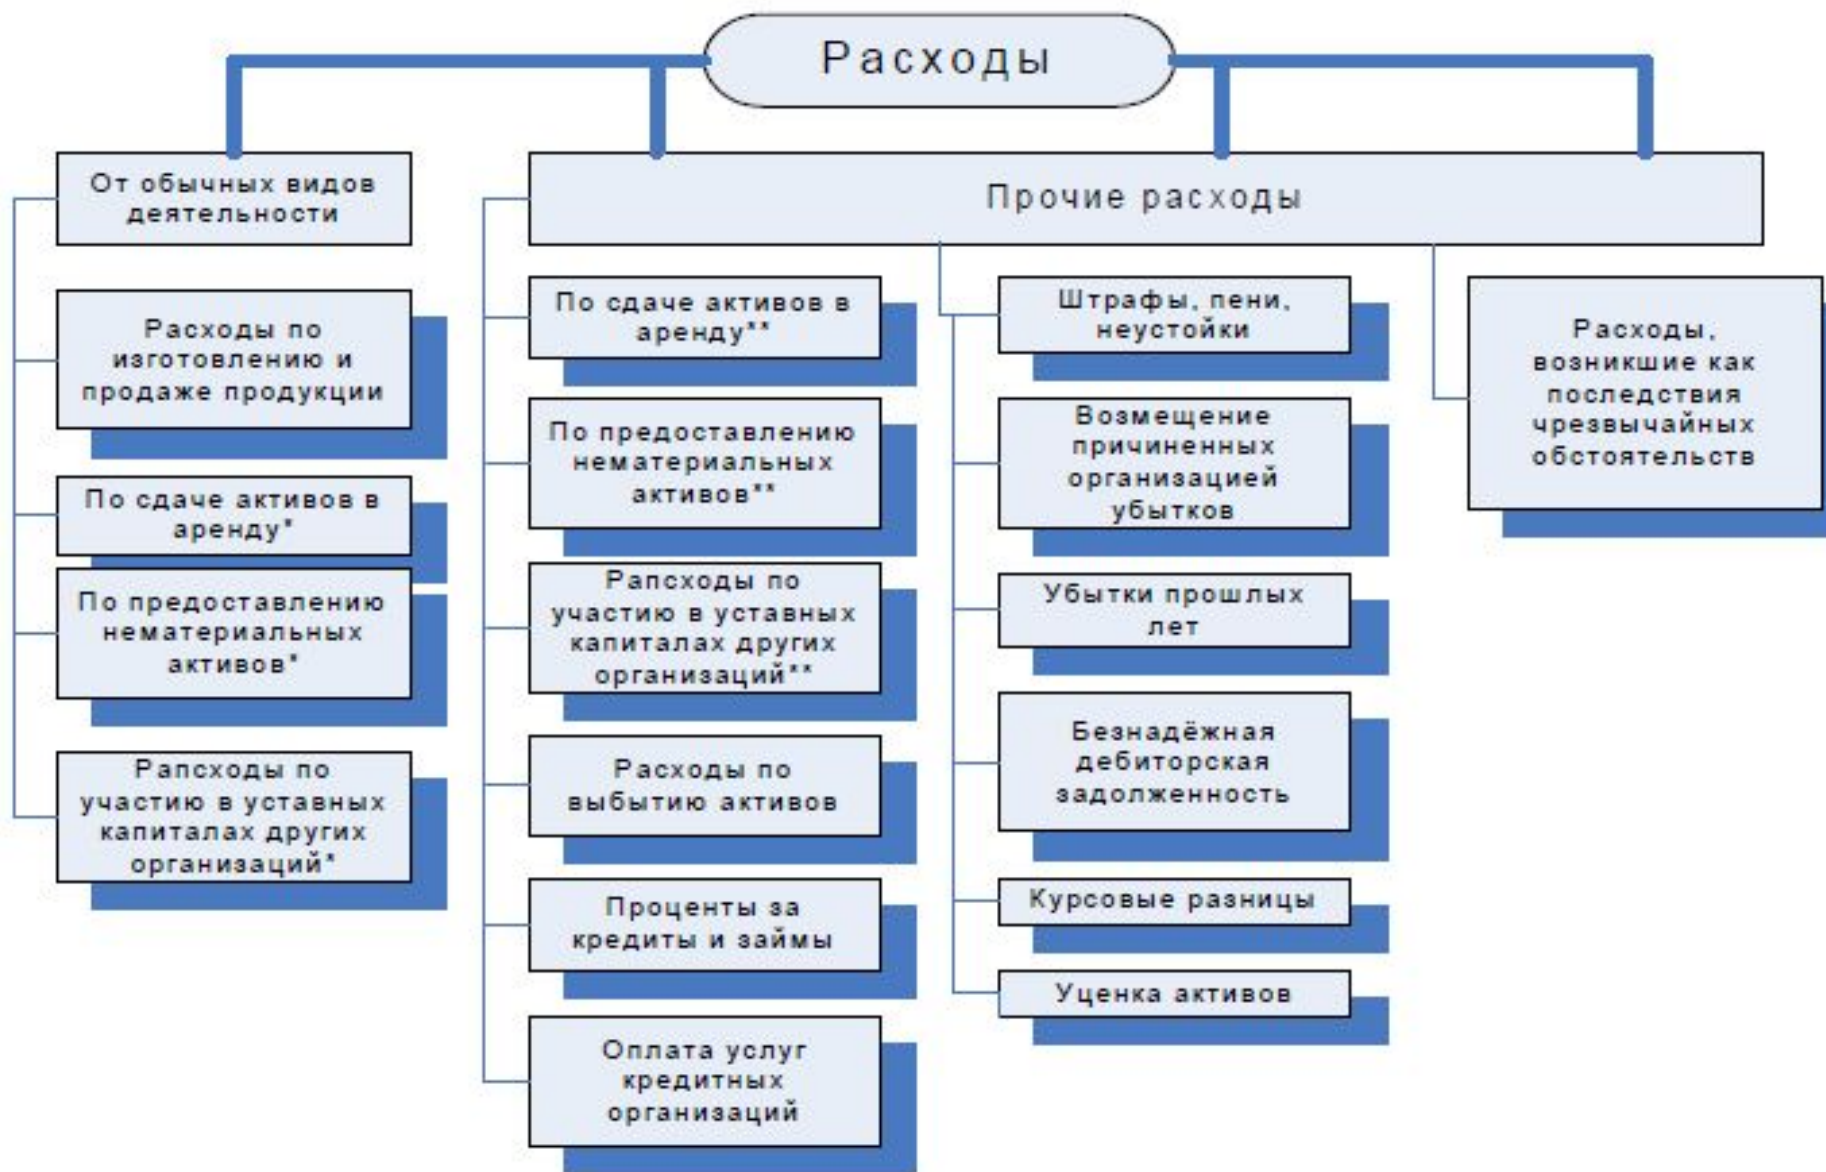 Расходы
От обычных видов
деятельности
Расходы по
изготовлению и
продаже продукции
По сдаче активов в
аренду*
По предоставлению
нематериальных
активов*
Рапсходы по
участию в уставных
капиталах других
организаций*
Прочие расходы
По сдаче активов в
аренду**
По предоставлению
нематериальных
активов**
Рапсходы по
участию в уставных
капиталах других
организаций**
Расходы по
выбытию активов
Проценты за
кредиты и займы
Оплата услуг
кредитных
организаций
Штрафы, пени,
неустойки
Возмещение
причиненных
организацией
убытков
Убытки прошлых
лет
Безнадёжная
дебиторская
задолженность
Курсовые разницы
Уценка активов
Расходы,
возникшие как
последствия
чрезвычайных
обстоятельств